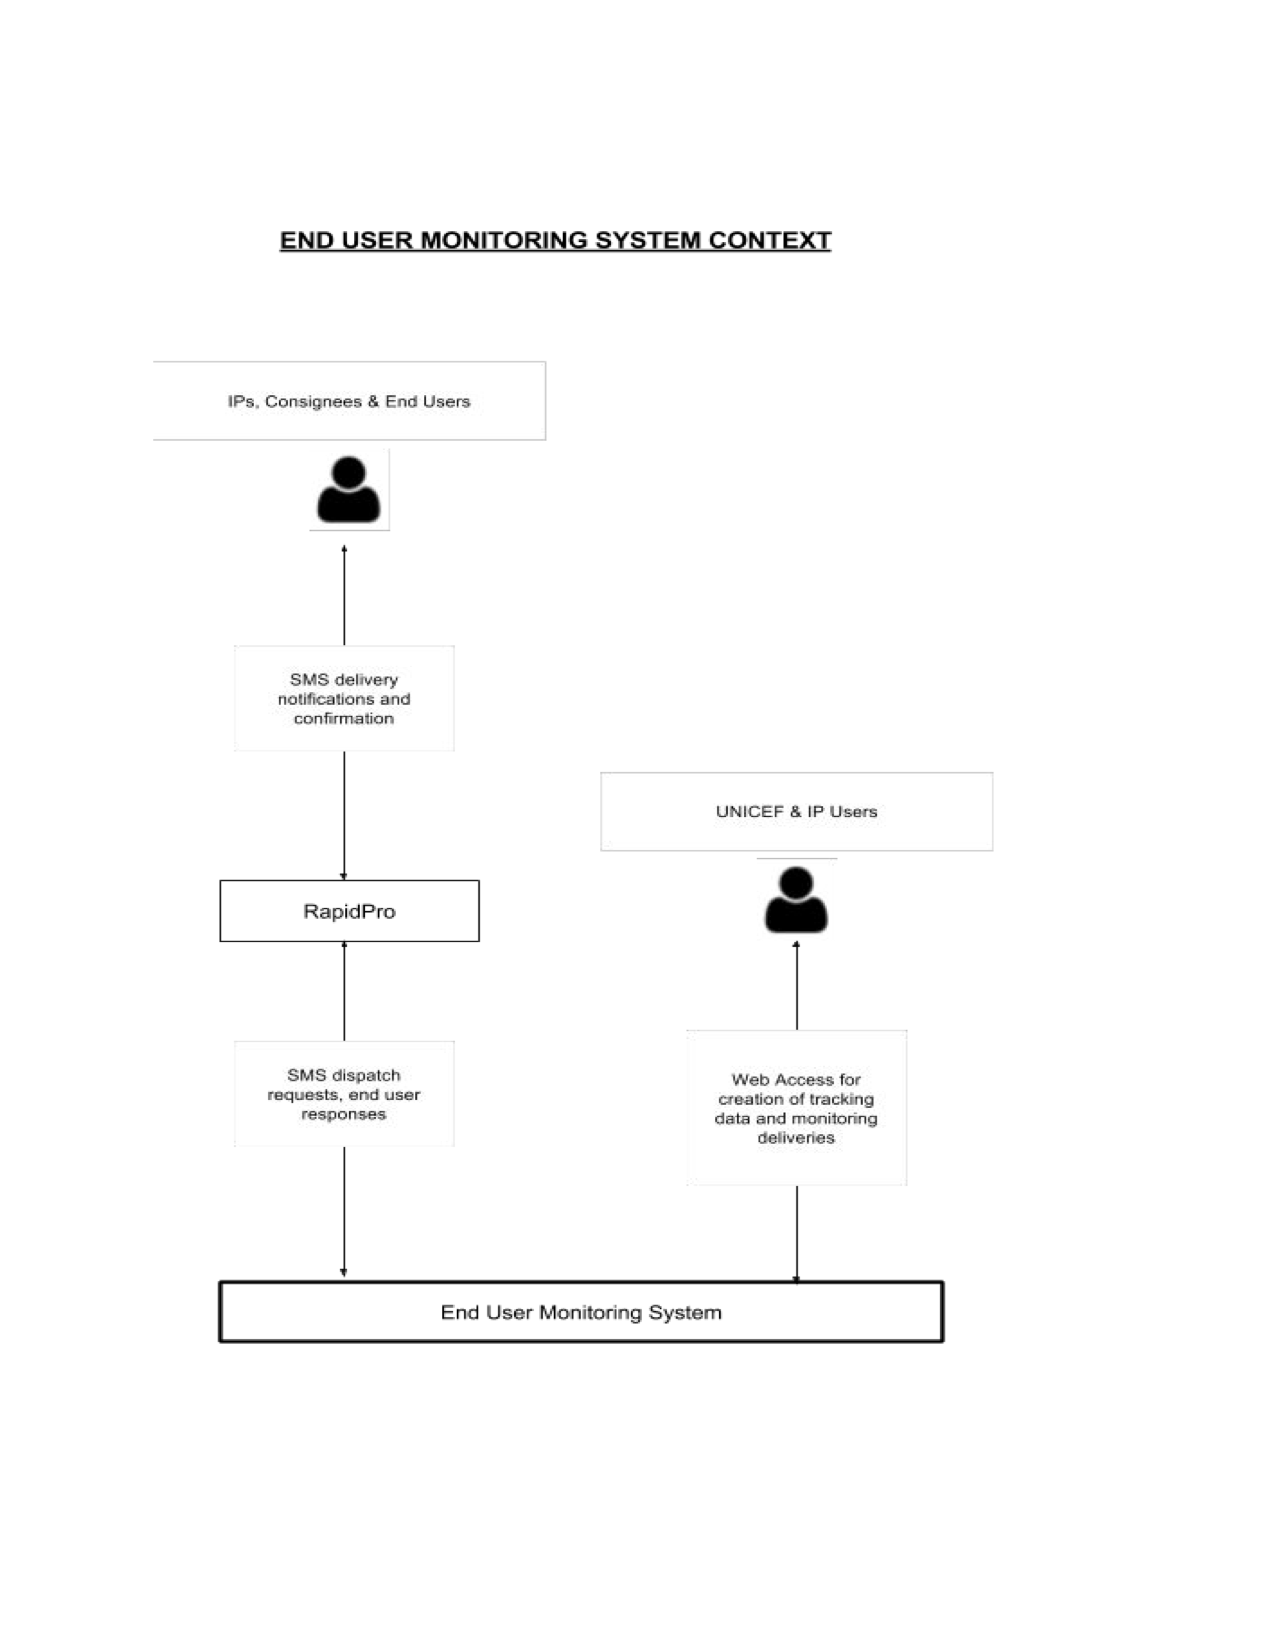 END USER MONITORING SYSTEM CONTEXT
IPs, Consignees & End Users
SMS delivery
notifications and
confirmation
UNICEF & IP Users
RapidPro
SMS dispatch
requests, end user
responses
Web Access for
creation of tracking
data and monitoring
deliveries
End User Monitoring System